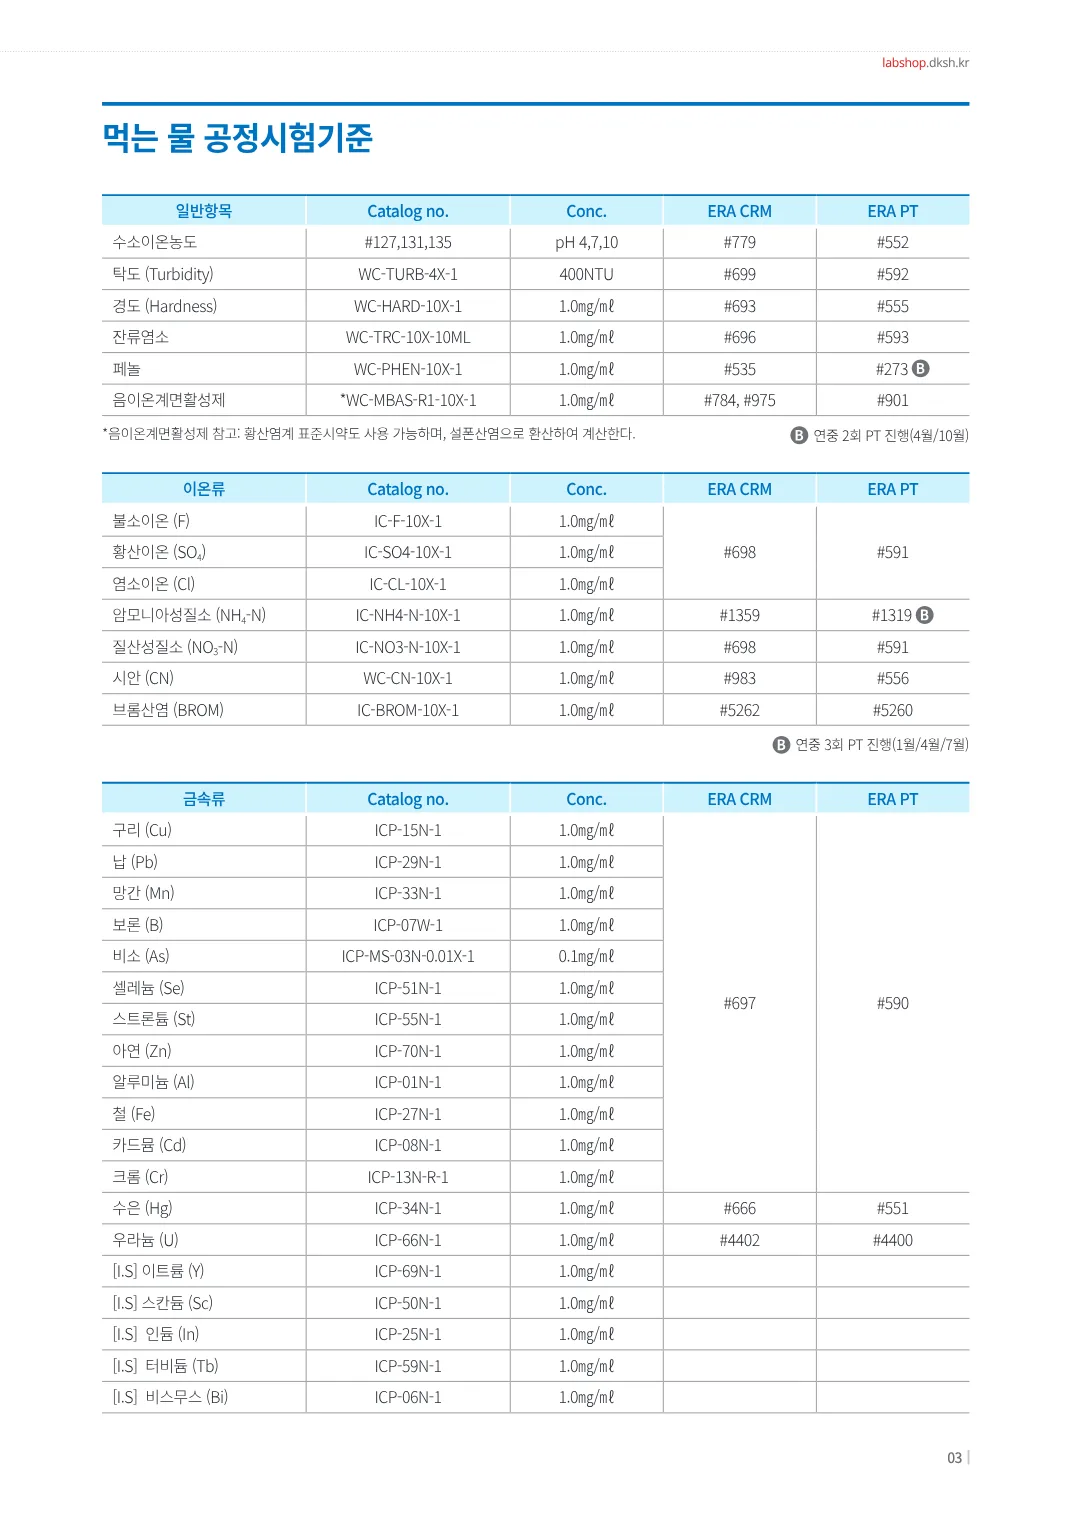 labshop.dksh.kr
먹는 물 공정시험기준
일반항목 Catalog no. Conc. ERA CRM ERA PT
수소이온농도 #127,131,135 pH 4,7,10 #779 #552
탁도 (Turbidity) WC-TURB-4X-1 400NTU #699 #592
경도 (Hardness) WC-HARD-10X-1 1.0㎎/㎖ #693 #555
잔류염소 WC-TRC-10X-10ML 1.0㎎/㎖ #696 #593
페놀 WC-PHEN-10X-1 1.0㎎/㎖ #535 #273 B
음이온계면활성제 *WC-MBAS-R1-10X-1 1.0㎎/㎖ #784, #975 #901
*음이온계면활성제 참고: 황산염계 표준시약도 사용 가능하며, 설폰산염으로 환산하여 계산한다. B 연중 2회 PT 진행(4월/10월)
이온류 Catalog no. Conc. ERA CRM ERA PT
불소이온 (F) IC-F-10X-1 1.0㎎/㎖
황산이온 (SO₄) IC-SO4-10X-1 1.0㎎/㎖ #698 #591
염소이온 (Cl) IC-CL-10X-1 1.0㎎/㎖
암모니아성질소 (NH₄-N) IC-NH4-N-10X-1 1.0㎎/㎖ #1359 #1319 B
질산성질소 (NO₃-N) IC-NO3-N-10X-1 1.0㎎/㎖ #698 #591
시안 (CN) WC-CN-10X-1 1.0㎎/㎖ #983 #556
브롬산염 (BROM) IC-BROM-10X-1 1.0㎎/㎖ #5262 #5260
B 연중 3회 PT 진행(1월/4월/7월)
금속류 Catalog no. Conc. ERA CRM ERA PT
구리 (Cu) ICP-15N-1 1.0㎎/㎖
납 (Pb) ICP-29N-1 1.0㎎/㎖
망간 (Mn) ICP-33N-1 1.0㎎/㎖
보론 (B) ICP-07W-1 1.0㎎/㎖
비소 (As) ICP-MS-03N-0.01X-1 0.1㎎/㎖
셀레늄 (Se) ICP-51N-1 1.0㎎/㎖
#697 #590
스트론튬 (St) ICP-55N-1 1.0㎎/㎖
아연 (Zn) ICP-70N-1 1.0㎎/㎖
알루미늄 (Al) ICP-01N-1 1.0㎎/㎖
철 (Fe) ICP-27N-1 1.0㎎/㎖
카드뮴 (Cd) ICP-08N-1 1.0㎎/㎖
크롬 (Cr) ICP-13N-R-1 1.0㎎/㎖
수은 (Hg) ICP-34N-1 1.0㎎/㎖ #666 #551
우라늄 (U) ICP-66N-1 1.0㎎/㎖ #4402 #4400
[I.S] 이트륨 (Y) ICP-69N-1 1.0㎎/㎖
[I.S] 스칸듐 (Sc) ICP-50N-1 1.0㎎/㎖
[I.S] 인듐 (In) ICP-25N-1 1.0㎎/㎖
[I.S] 터비듐 (Tb) ICP-59N-1 1.0㎎/㎖
[I.S] 비스무스 (Bi) ICP-06N-1 1.0㎎/㎖
03